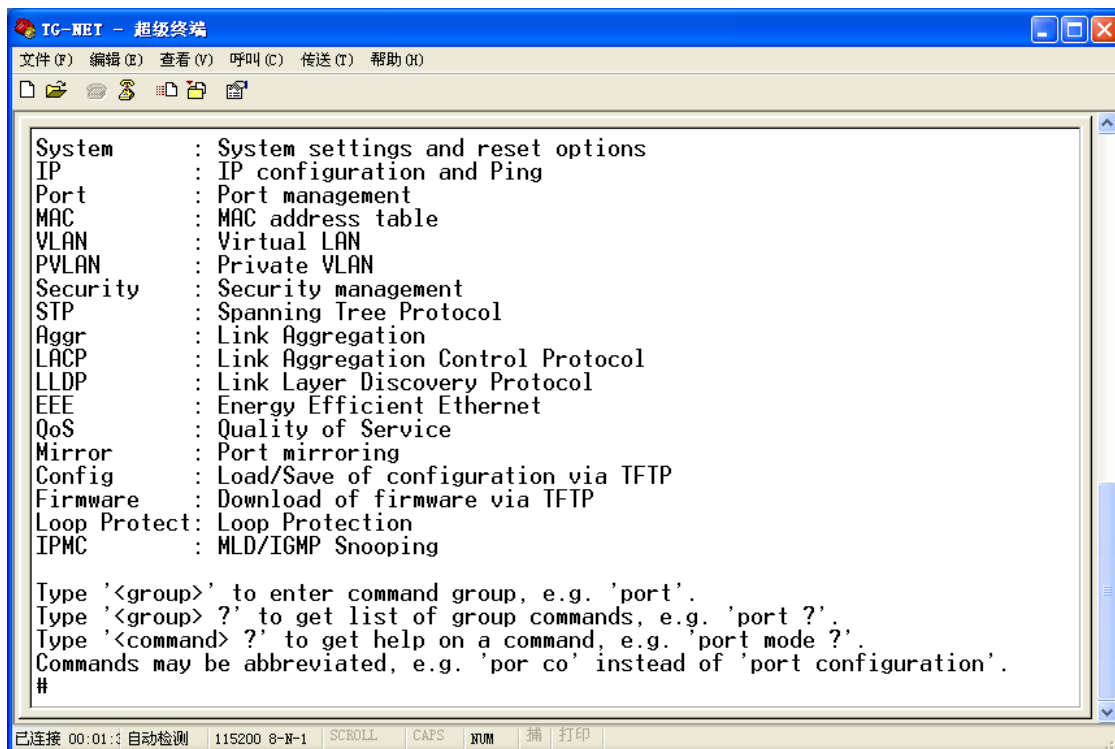 TG-NET - 超级终端
文件(F) 编辑(E) 查看(V) 呼叫(C) 传送(T) 帮助(H)
System : System settings and reset options
IP : IP configuration and Ping
Port : Port management
MAC : MAC address table
VLAN : Virtual LAN
PVLAN : Private VLAN
Security : Security management
STP : Spanning Tree Protocol
Aggr : Link Aggregation
LACP : Link Aggregation Control Protocol
LLDP : Link Layer Discovery Protocol
EEE : Energy Efficient Ethernet
QoS : Quality of Service
Mirror : Port mirroring
Config : Load/Save of configuration via TFTP
Firmware : Download of firmware via TFTP
Loop Protect: Loop Protection
IPMC : MLD/IGMP Snooping
Type '<group>' to enter command group, e.g. 'port'.
Type '<group> ?' to get list of group commands, e.g. 'port ?'.
Type '<command> ?' to get help on a command, e.g. 'port mode ?'.
Commands may be abbreviated, e.g. 'por co' instead of 'port configuration'.
#
已连接 00:01:3 自动检测 115200 8-N-1 SCROLL CAPS NUM 捕 打印